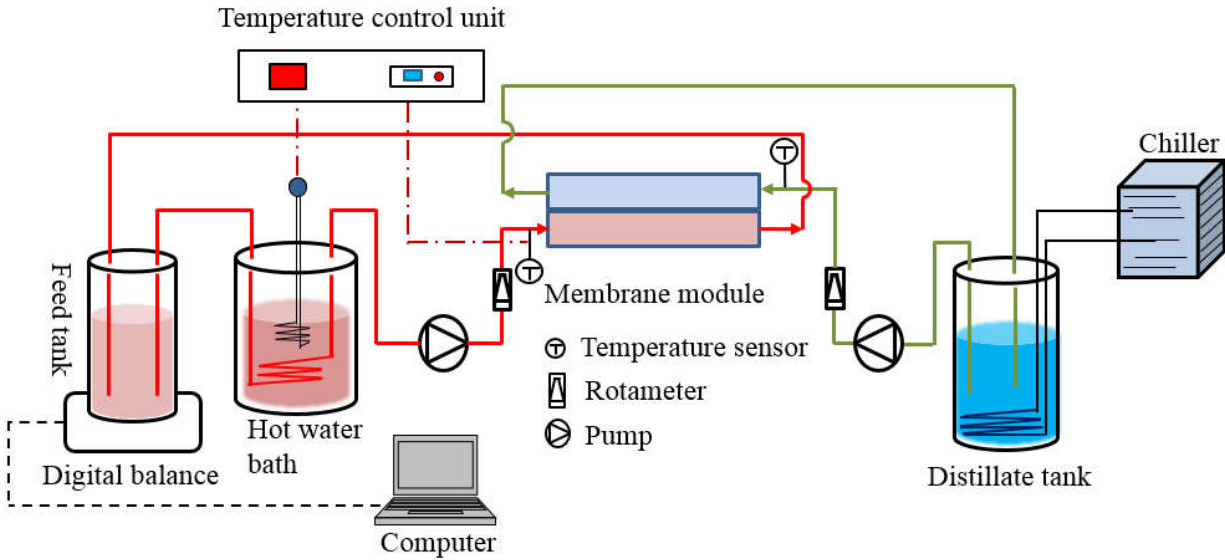 Temperature control unit
Chiller
Feed tank
Membrane module
T Temperature sensor
Rotameter
Pump
Hot water
bath
Digital balance
Distillate tank
Computer
T
T